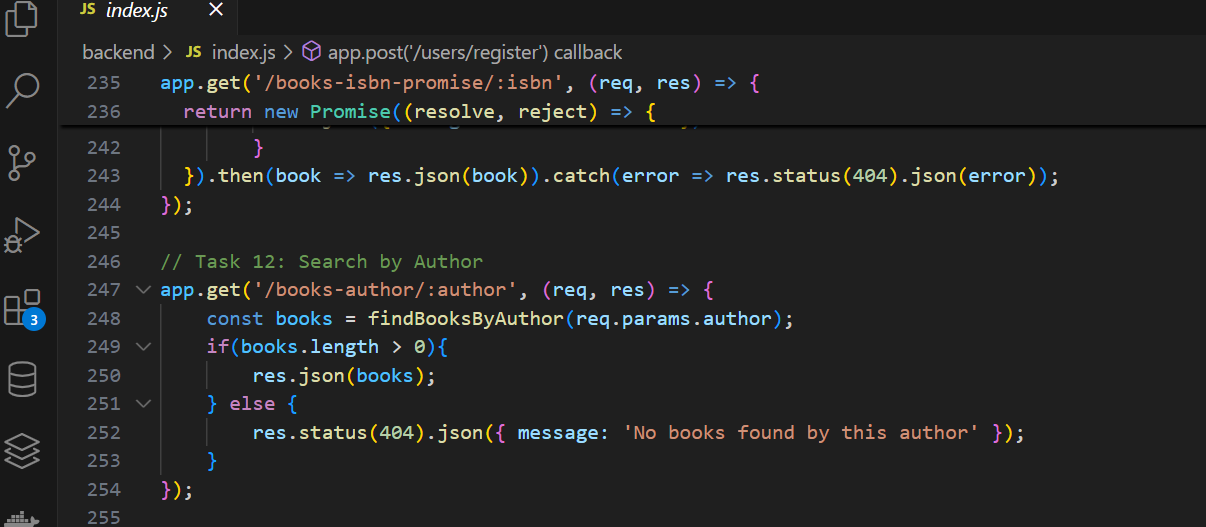 JS index.js ×
backend > JS index.js > app.post('/users/register') callback
235 app.get('/books-isbn-promise/:isbn', (req, res) => {
236 return new Promise((resolve, reject) => {
242 }
243 }).then(book => res.json(book)).catch(error => res.status(404).json(error));
244 });
245
246 // Task 12: Search by Author
247 app.get('/books-author/:author', (req, res) => {
248 const books = findBooksByAuthor(req.params.author);
249 if(books.length > 0){
250 res.json(books);
251 } else {
252 res.status(404).json({ message: 'No books found by this author' });
253 }
254 });
255
3